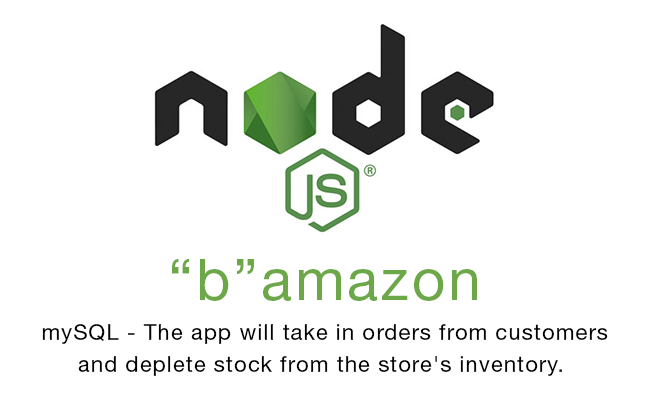 node
JS®
“b”amazon
mySQL - The app will take in orders from customers
and deplete stock from the store's inventory.